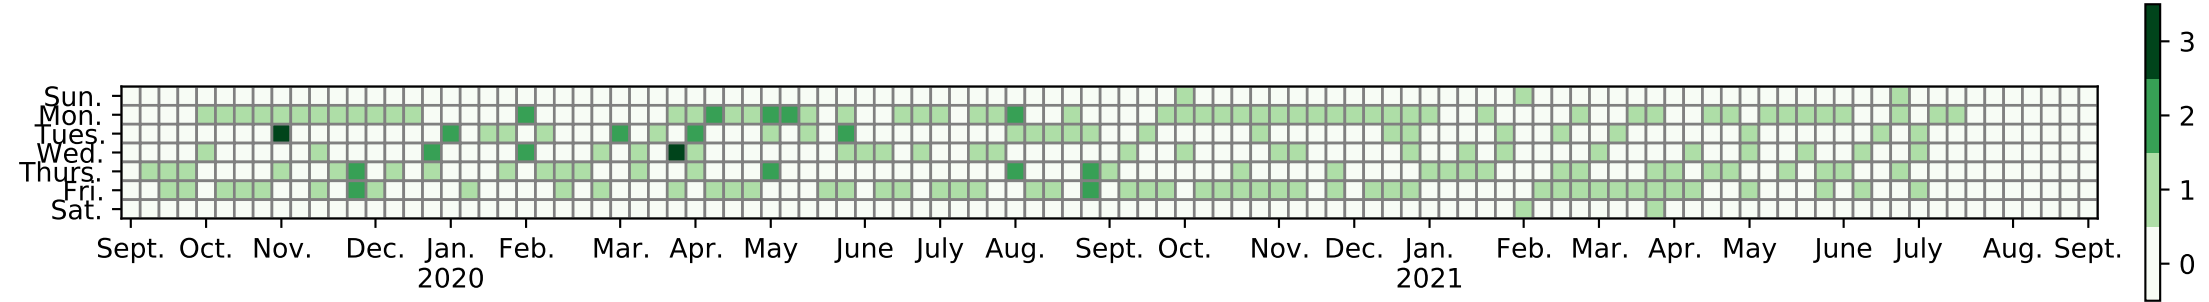 3
2
1
0
Sun.
Mon.
Tues.
Wed.
Thurs.
Fri.
Sat.
Sept. Oct. Nov. Dec. Jan. Feb. Mar. Apr. May June July Aug. Sept. Oct. Nov. Dec. Jan. Feb. Mar. Apr. May June July Aug. Sept.
2020 2021